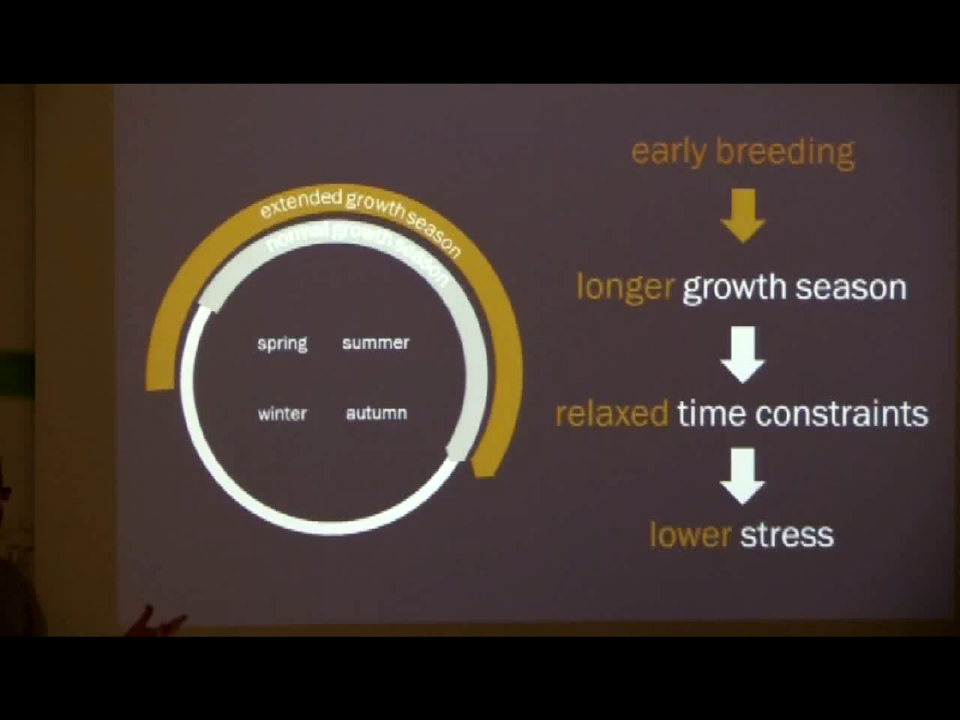 extended growth season
normal growth season
spring summer
winter autumn
early breeding
longer growth season
relaxed time constraints
lower stress